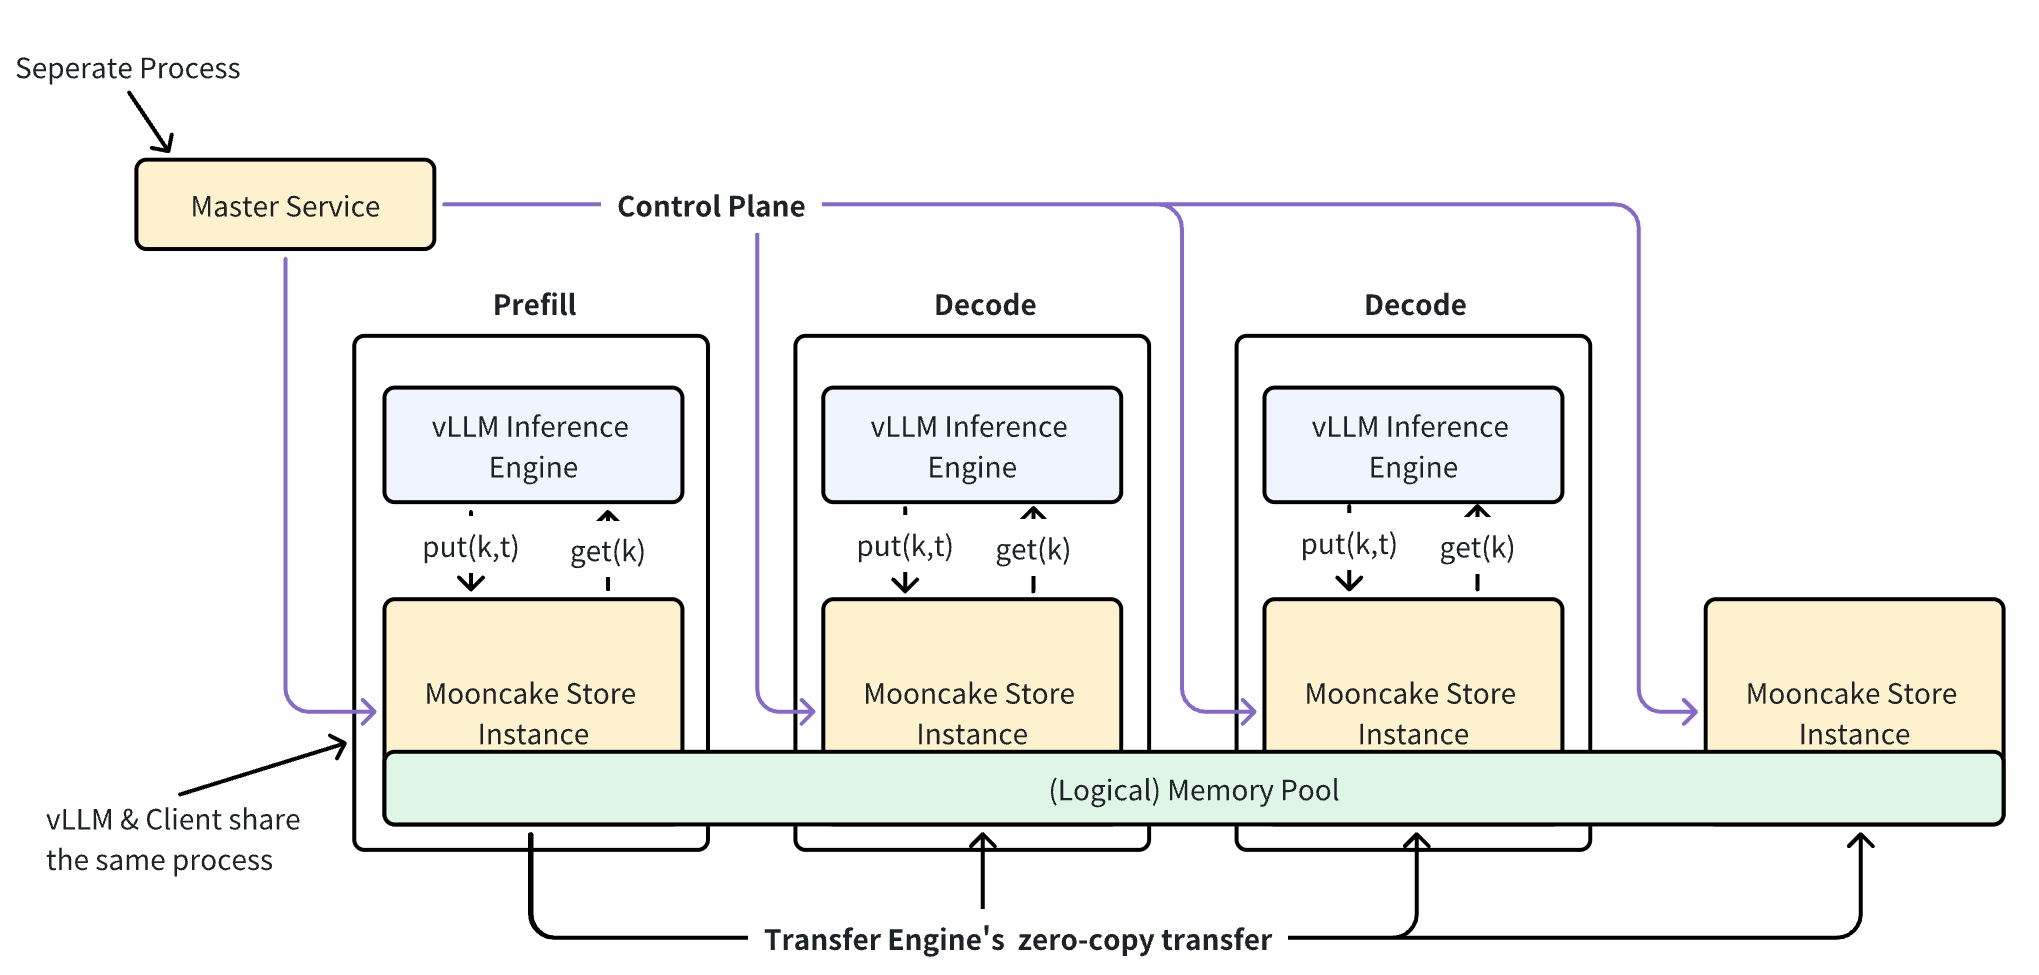 Seperate Process
Master Service
Control Plane
Prefill
Decode
Decode
vLLM Inference
Engine
vLLM Inference
Engine
vLLM Inference
Engine
put(k,t)
get(k)
put(k,t)
get(k)
put(k,t)
get(k)
Mooncake Store
Instance
Mooncake Store
Instance
Mooncake Store
Instance
Mooncake Store
Instance
(Logical) Memory Pool
vLLM & Client share
the same process
Transfer Engine's zero-copy transfer